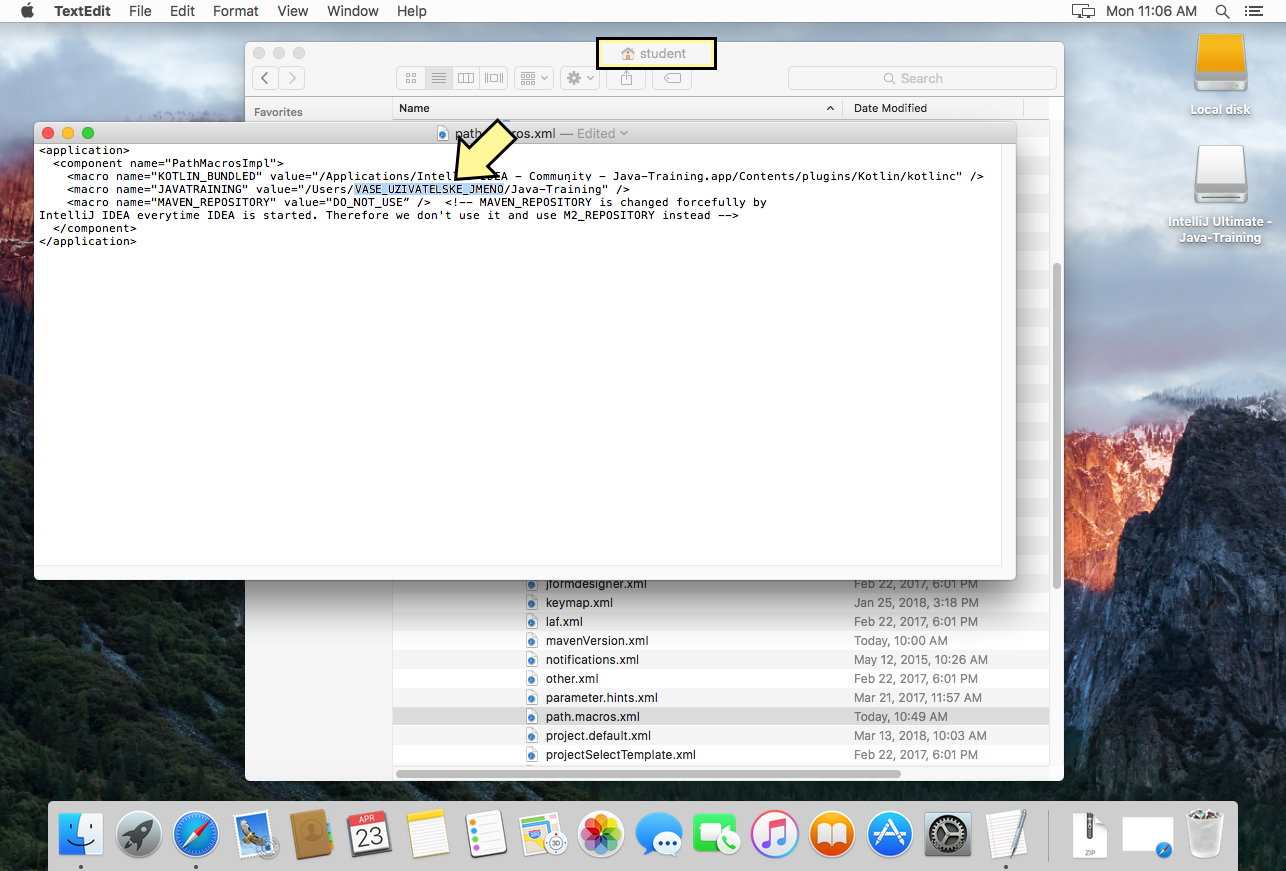 TextEdit File Edit Format View Window Help Mon 11:06 AM
student
Search
Favorites
Name Date Modified
Local disk
IntelliJ Ultimate -
Java-Training
— Edited
<application>
<component name="PathMacrosImpl">
<macro name="KOTLIN_BUNDLED" value="/Applications/IntelliJ IDEA - Community - Java-Training.app/Contents/plugins/Kotlin/kotlinc" />
<macro name="JAVATRAINING" value="/Users/VASE_UZIVATELSKE_JMENO/Java-Training" />
<macro name="MAVEN_REPOSITORY" value="DO_NOT_USE” /> <!-- MAVEN_REPOSITORY is changed forcefully by
IntelliJ IDEA everytime IDEA is started. Therefore we don't use it and use M2_REPOSITORY instead -->
</component>
</application>
jformdesigner.xml Feb 22, 2017, 6:01 PM
keymap.xml Jan 25, 2018, 3:18 PM
laf.xml Feb 22, 2017, 6:01 PM
mavenVersion.xml Today, 10:00 AM
notifications.xml May 12, 2015, 10:26 AM
other.xml Feb 22, 2017, 6:01 PM
parameter.hints.xml Mar 21, 2017, 11:57 AM
path.macros.xml Today, 10:49 AM
project.default.xml Mar 13, 2018, 10:03 AM
projectSelectTemplate.xml Feb 22, 2017, 6:01 PM
APR
23
280
3D
ZIP